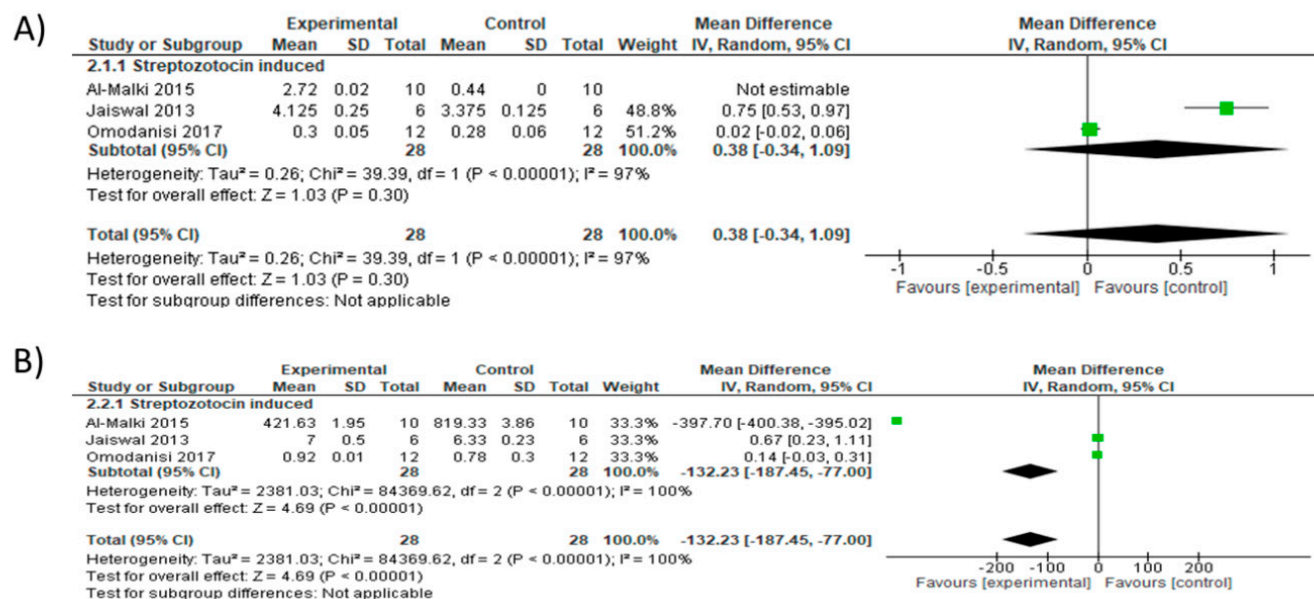 A)
Experimental Control Mean Difference Mean Difference
Study or Subgroup Mean SD Total Mean SD Total Weight IV, Random, 95% CI IV, Random, 95% CI
2.1.1 Streptozotocin induced
Al-Malki 2015 2.72 0.02 10 0.44 0 10 Not estimable
Jaiswal 2013 4.125 0.25 6 3.375 0.125 6 48.8% 0.75 [0.53, 0.97]
Omodanisi 2017 0.3 0.05 12 0.28 0.06 12 51.2% 0.02 [-0.02, 0.06]
Subtotal (95% CI) 28 28 100.0% 0.38 [-0.34, 1.09]
Heterogeneity: Tau² = 0.26; Chi² = 39.39, df = 1 (P < 0.00001); I² = 97%
Test for overall effect: Z = 1.03 (P = 0.30)
Total (95% CI) 28 28 100.0% 0.38 [-0.34, 1.09]
Heterogeneity: Tau² = 0.26; Chi² = 39.39, df = 1 (P < 0.00001); I² = 97%
Test for overall effect: Z = 1.03 (P = 0.30)
Test for subgroup differences: Not applicable
-1 -0.5 0 0.5 1
Favours [experimental] Favours [control]
B)
Experimental Control Mean Difference Mean Difference
Study or Subgroup Mean SD Total Mean SD Total Weight IV, Random, 95% CI IV, Random, 95% CI
2.2.1 Streptozotocin induced
Al-Malki 2015 421.63 1.95 10 819.33 3.86 10 33.3% -397.70 [-400.38, -395.02]
Jaiswal 2013 7 0.5 6 6.33 0.23 6 33.3% 0.67 [0.23, 1.11]
Omodanisi 2017 0.92 0.01 12 0.78 0.3 12 33.3% 0.14 [-0.03, 0.31]
Subtotal (95% CI) 28 28 100.0% -132.23 [-187.45, -77.00]
Heterogeneity: Tau² = 2381.03; Chi² = 84369.62, df = 2 (P < 0.00001); I² = 100%
Test for overall effect: Z = 4.69 (P < 0.00001)
Total (95% CI) 28 28 100.0% -132.23 [-187.45, -77.00]
Heterogeneity: Tau² = 2381.03; Chi² = 84369.62, df = 2 (P < 0.00001); I² = 100%
Test for overall effect: Z = 4.69 (P < 0.00001)
Test for subgroup differences: Not applicable
-200 -100 0 100 200
Favours [experimental] Favours [control]